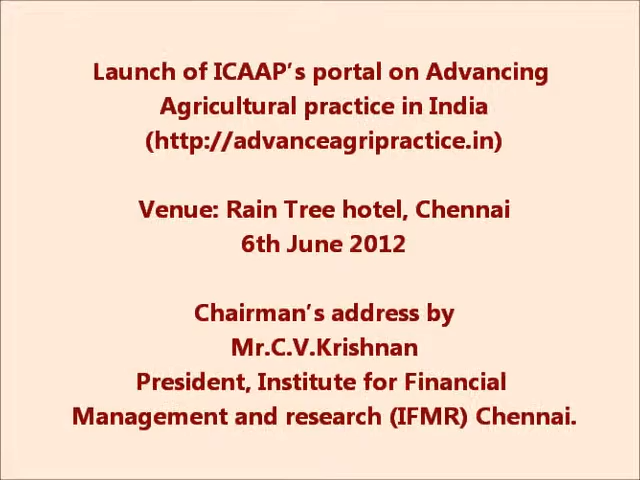 Launch of ICAAP’s portal on Advancing
Agricultural practice in India
(http://advanceagripractice.in)
Venue: Rain Tree hotel, Chennai
6th June 2012
Chairman’s address by
Mr.C.V.Krishnan
President, Institute for Financial
Management and research (IFMR) Chennai.